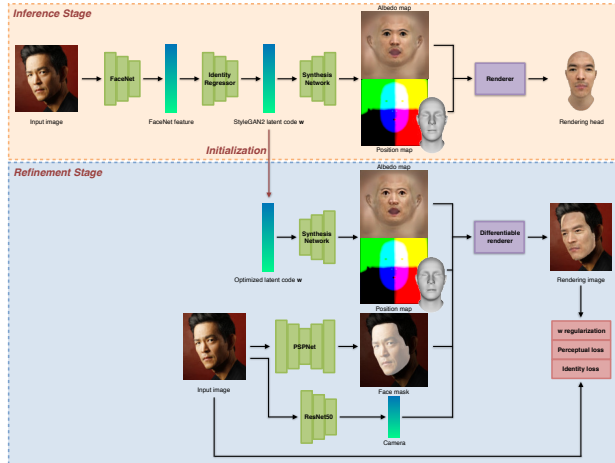 Inference Stage
Albedo map
FaceNet
Identity
Regressor
Synthesis
Network
Renderer
Input image
FaceNet feature
StyleGAN2 latent code w
Rendering head
Position map
Initialization
Refinement Stage
Albedo map
Synthesis
Network
Differentiable
renderer
Optimized latent code w
Rendering image
Position map
PSPNet
w regularization
Perceptual loss
Identity loss
Input image
Face mask
ResNet50
Camera